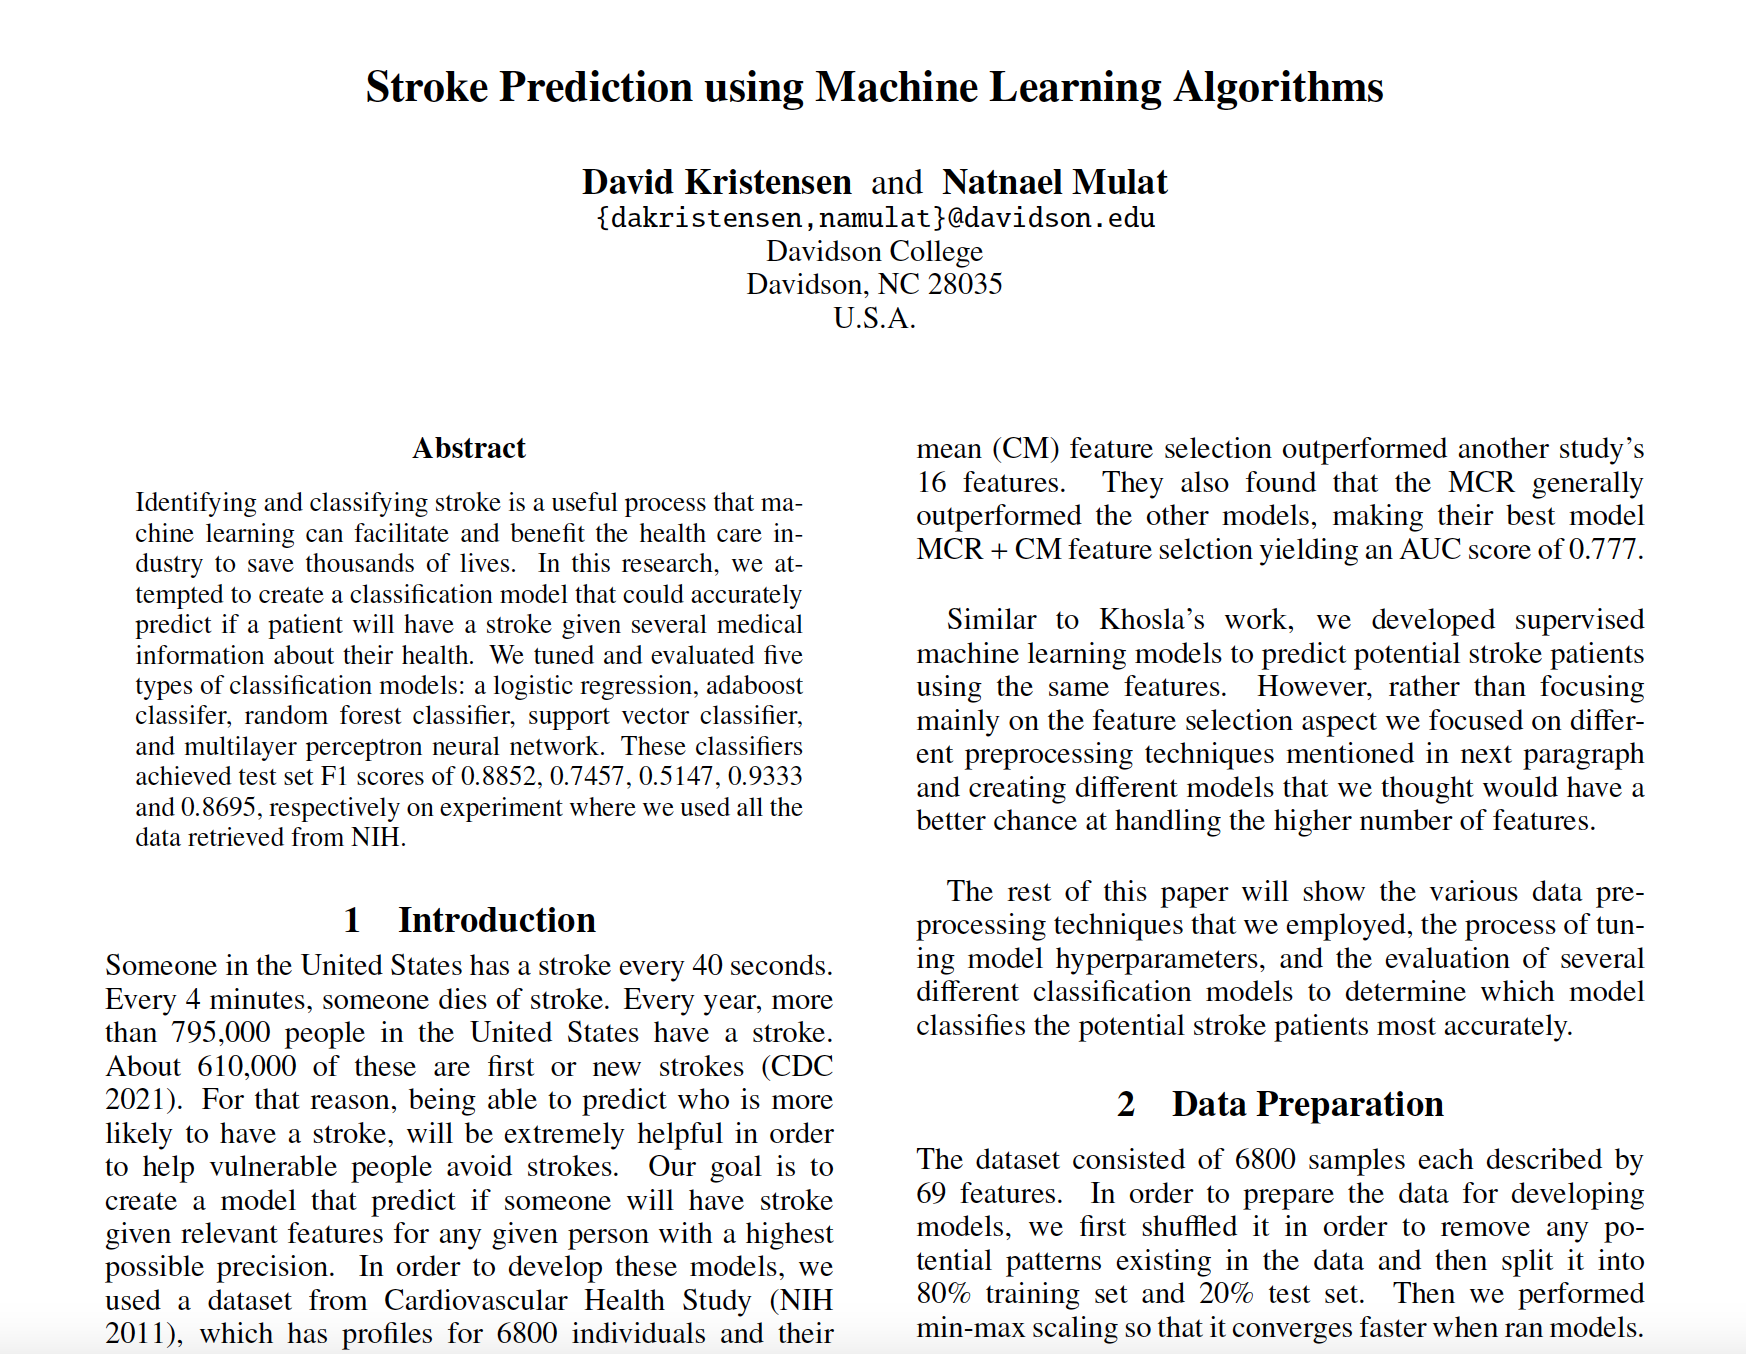 Stroke Prediction using Machine Learning Algorithms
David Kristensen and Natnael Mulat
{dakristensen,namulat}@davidson.edu
Davidson College
Davidson, NC 28035
U.S.A.
Abstract
Identifying and classifying stroke is a useful process that ma-
chine learning can facilitate and benefit the health care in-
dustry to save thousands of lives. In this research, we at-
tempted to create a classification model that could accurately
predict if a patient will have a stroke given several medical
information about their health. We tuned and evaluated five
types of classification models: a logistic regression, adaboost
classifer, random forest classifier, support vector classifier,
and multilayer perceptron neural network. These classifiers
achieved test set F1 scores of 0.8852, 0.7457, 0.5147, 0.9333
and 0.8695, respectively on experiment where we used all the
data retrieved from NIH.
1 Introduction
Someone in the United States has a stroke every 40 seconds.
Every 4 minutes, someone dies of stroke. Every year, more
than 795,000 people in the United States have a stroke.
About 610,000 of these are first or new strokes (CDC
2021). For that reason, being able to predict who is more
likely to have a stroke, will be extremely helpful in order
to help vulnerable people avoid strokes. Our goal is to
create a model that predict if someone will have stroke
given relevant features for any given person with a highest
possible precision. In order to develop these models, we
used a dataset from Cardiovascular Health Study (NIH
2011), which has profiles for 6800 individuals and their
mean (CM) feature selection outperformed another study's
16 features. They also found that the MCR generally
outperformed the other models, making their best model
MCR + CM feature selction yielding an AUC score of 0.777.
Similar to Khosla's work, we developed supervised
machine learning models to predict potential stroke patients
using the same features. However, rather than focusing
mainly on the feature selection aspect we focused on differ-
ent preprocessing techniques mentioned in next paragraph
and creating different models that we thought would have a
better chance at handling the higher number of features.
The rest of this paper will show the various data pre-
processing techniques that we employed, the process of tun-
ing model hyperparameters, and the evaluation of several
different classification models to determine which model
classifies the potential stroke patients most accurately.
2 Data Preparation
The dataset consisted of 6800 samples each described by
69 features. In order to prepare the data for developing
models, we first shuffled it in order to remove any po-
tential patterns existing in the data and then split it into
80% training set and 20% test set. Then we performed
min-max scaling so that it converges faster when ran models.